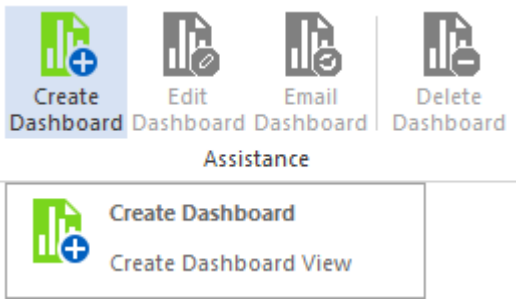 Create Edit Email Delete
Dashboard Dashboard Dashboard Dashboard
Assistance
Create Dashboard
Create Dashboard View